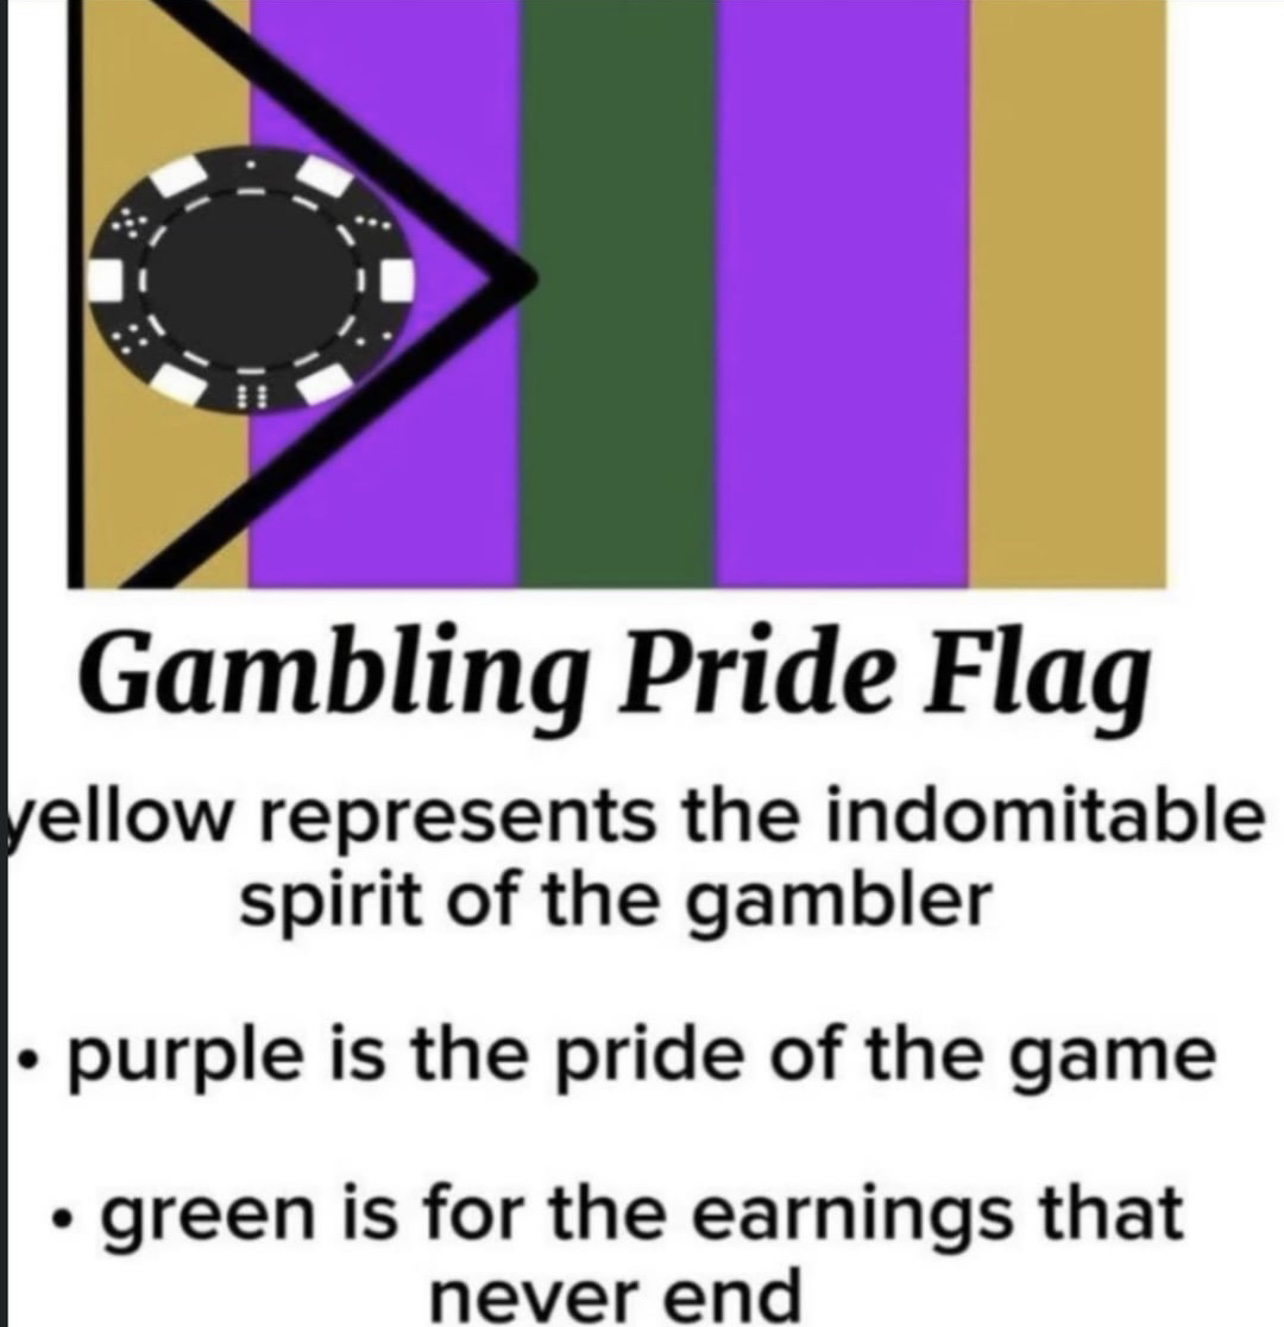 Gambling Pride Flag
yellow represents the indomitable
spirit of the gambler
• purple is the pride of the game
• green is for the earnings that
never end